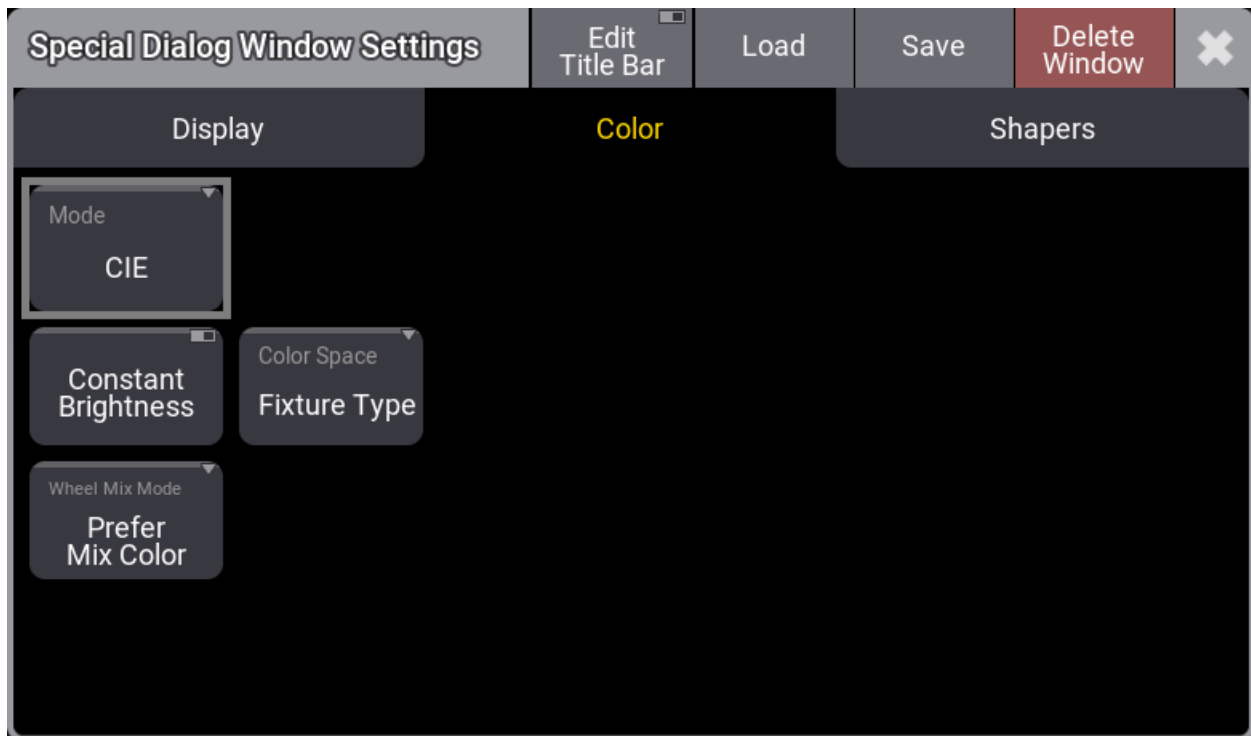 Special Dialog Window Settings
Edit
Title Bar
Load
Save
Delete
Window
Display
Color
Shapers
Mode
CIE
Constant
Brightness
Color Space
Fixture Type
Wheel Mix Mode
Prefer
Mix Color